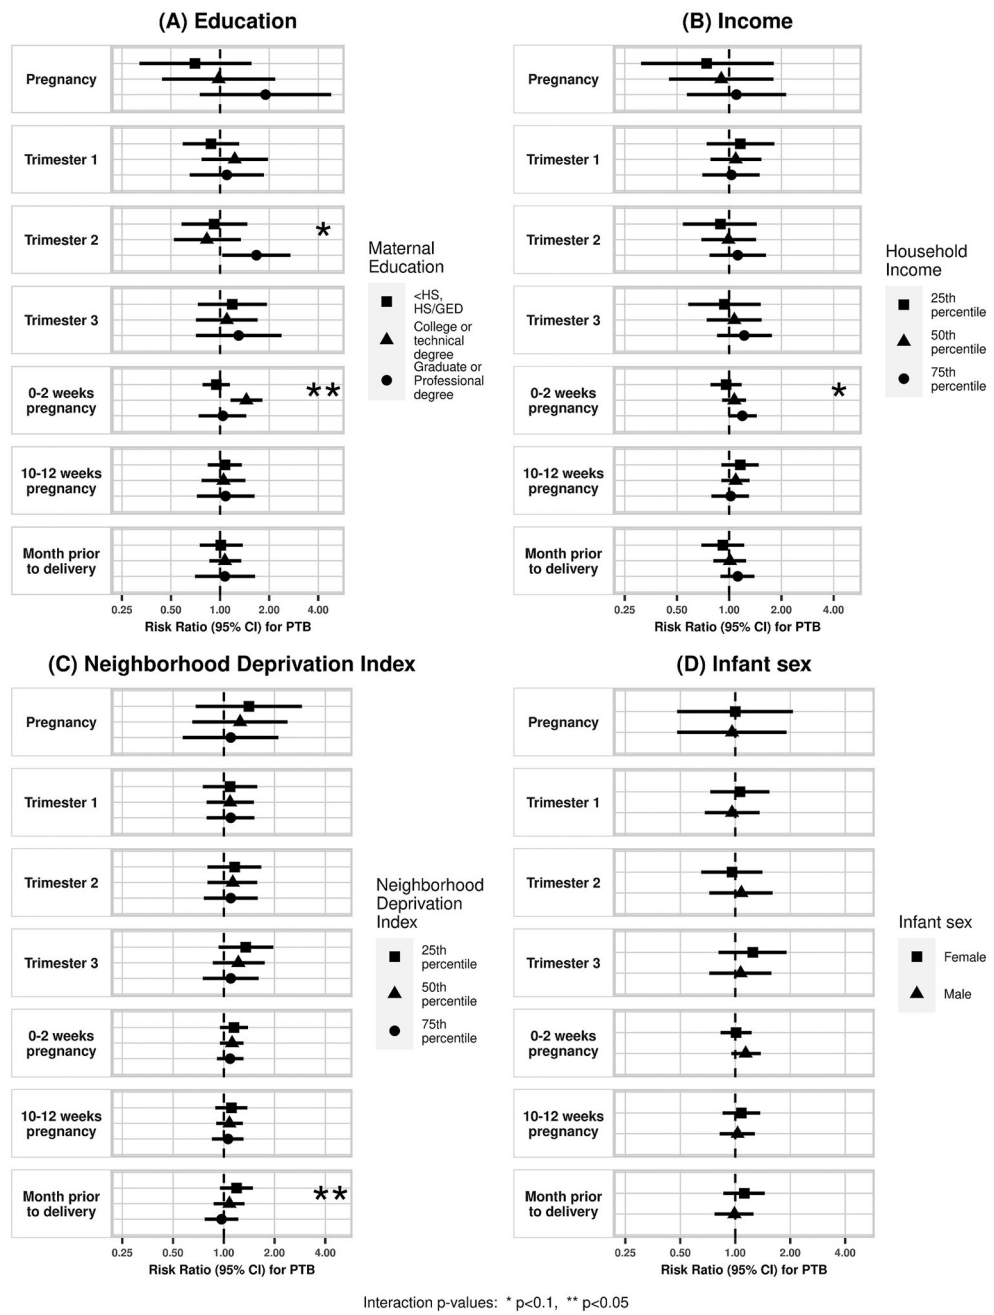 (A) Education
Pregnancy
Trimester 1
Trimester 2
*
Trimester 3
0-2 weeks
pregnancy
**
10-12 weeks
pregnancy
Month prior
to delivery
0.25 0.50 1.00 2.00 4.00
Risk Ratio (95% CI) for PTB
Maternal
Education
<HS,
HS/GED
College or
technical
degree
Graduate or
Professional
degree
(B) Income
Pregnancy
Trimester 1
Trimester 2
Trimester 3
0-2 weeks
pregnancy
*
10-12 weeks
pregnancy
Month prior
to delivery
0.25 0.50 1.00 2.00 4.00
Risk Ratio (95% CI) for PTB
Household
Income
25th
percentile
50th
percentile
75th
percentile
(C) Neighborhood Deprivation Index
Pregnancy
Trimester 1
Trimester 2
Trimester 3
0-2 weeks
pregnancy
10-12 weeks
pregnancy
Month prior
to delivery
**
0.25 0.50 1.00 2.00 4.00
Risk Ratio (95% CI) for PTB
Neighborhood
Deprivation
Index
25th
percentile
50th
percentile
75th
percentile
(D) Infant sex
Pregnancy
Trimester 1
Trimester 2
Trimester 3
0-2 weeks
pregnancy
10-12 weeks
pregnancy
Month prior
to delivery
0.25 0.50 1.00 2.00 4.00
Risk Ratio (95% CI) for PTB
Infant sex
Female
Male
Interaction p-values: * p<0.1, ** p<0.05